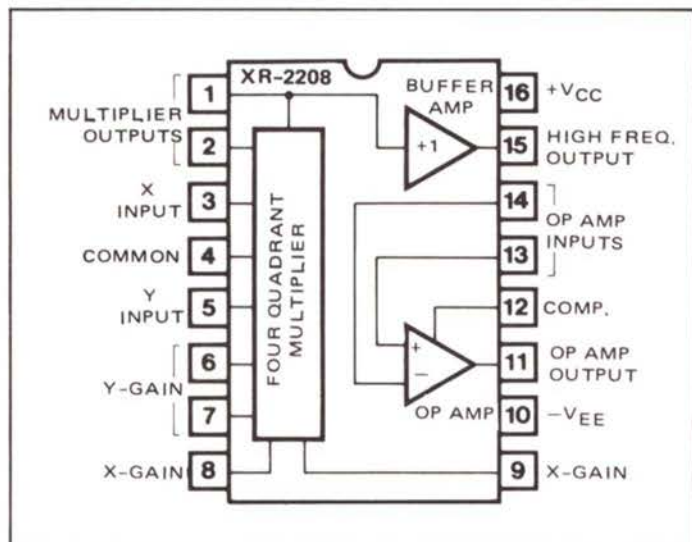 XR-2208
1
MULTIPLIER
OUTPUTS
2
X
INPUT
3
COMMON
4
Y
INPUT
5
6
Y-GAIN
7
X-GAIN
8
FOUR QUADRANT
MULTIPLIER
BUFFER
AMP
+1
+
−
OP AMP
16
+VCC
15
HIGH FREQ.
OUTPUT
14
OP AMP
INPUTS
13
12
COMP.
11
OP AMP
OUTPUT
10
−VEE
9
X-GAIN